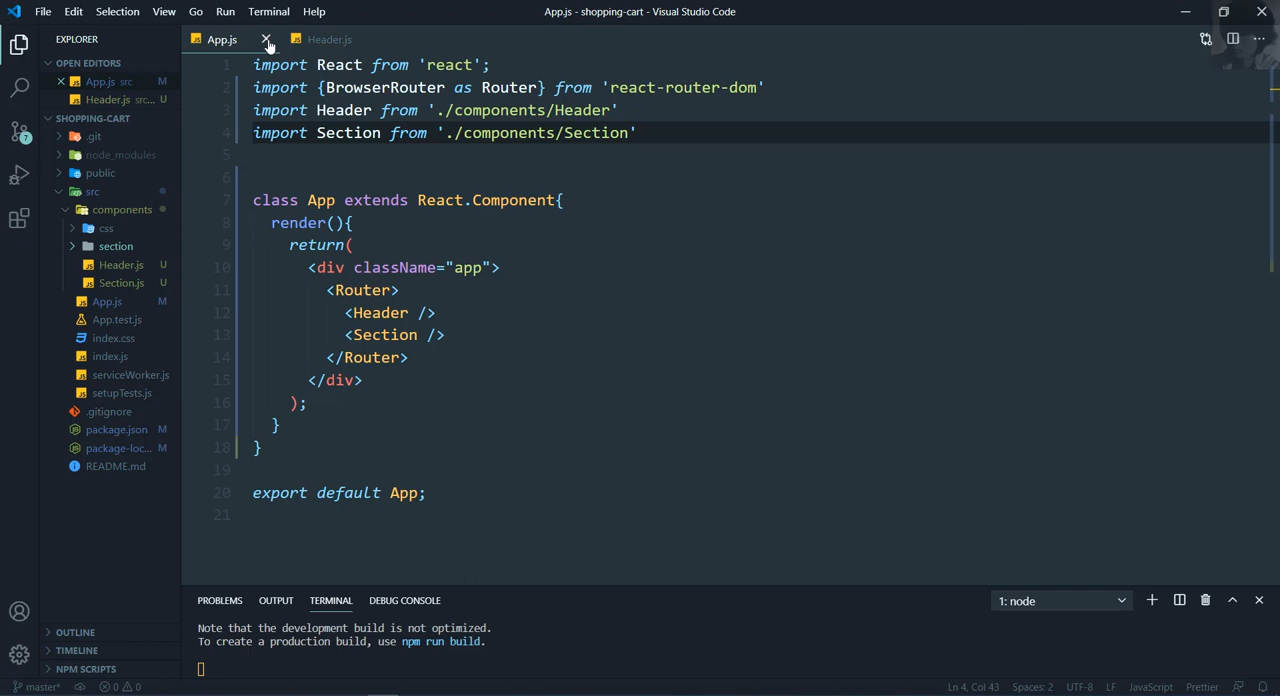 File Edit Selection View Go Run Terminal Help
App.js - shopping-cart - Visual Studio Code
EXPLORER
OPEN EDITORS
App.js src M
Header.js src... U
SHOPPING-CART
.git
node_modules
public
src
components
css
section
Header.js U
Section.js U
App.js M
App.test.js
index.css
index.js
serviceWorker.js
setupTests.js
.gitignore
package.json M
package-loc... M
README.md
OUTLINE
TIMELINE
NPM SCRIPTS
7
App.js
Header.js
1 import React from 'react';
2 import {BrowserRouter as Router} from 'react-router-dom'
3 import Header from './components/Header'
4 import Section from './components/Section'
5
6
7 class App extends React.Component{
8 render(){
9 return(
10 <div className="app">
11 <Router>
12 <Header />
13 <Section />
14 </Router>
15 </div>
16 );
17 }
18 }
19
20 export default App;
21
PROBLEMS OUTPUT TERMINAL DEBUG CONSOLE
1: node
Note that the development build is not optimized.
To create a production build, use npm run build.
master* 0 0
Ln 4, Col 43 Spaces: 2 UTF-8 LF JavaScript Prettier